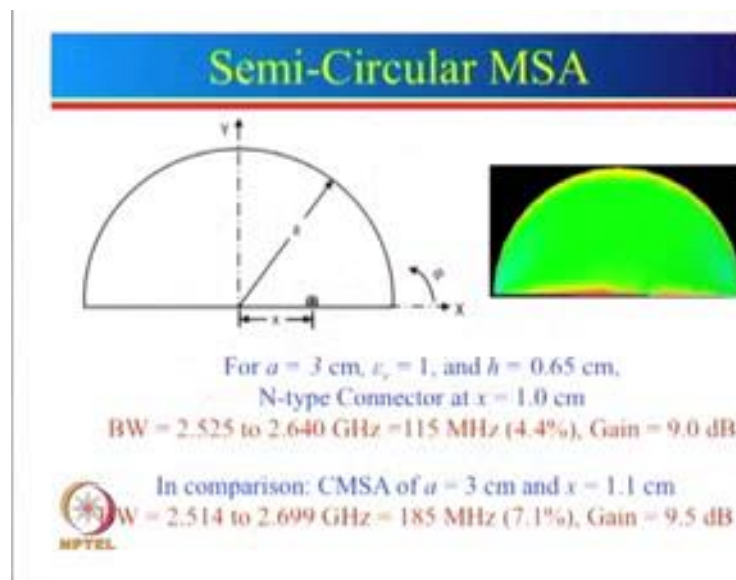 Semi-Circular MSA
Y
a
φ
x
X
For a = 3 cm, εr = 1, and h = 0.65 cm,
N-type Connector at x = 1.0 cm
BW = 2.525 to 2.640 GHz =115 MHz (4.4%), Gain = 9.0 dB
In comparison: CMSA of a = 3 cm and x = 1.1 cm
W = 2.514 to 2.699 GHz = 185 MHz (7.1%), Gain = 9.5 dB
NPTEL